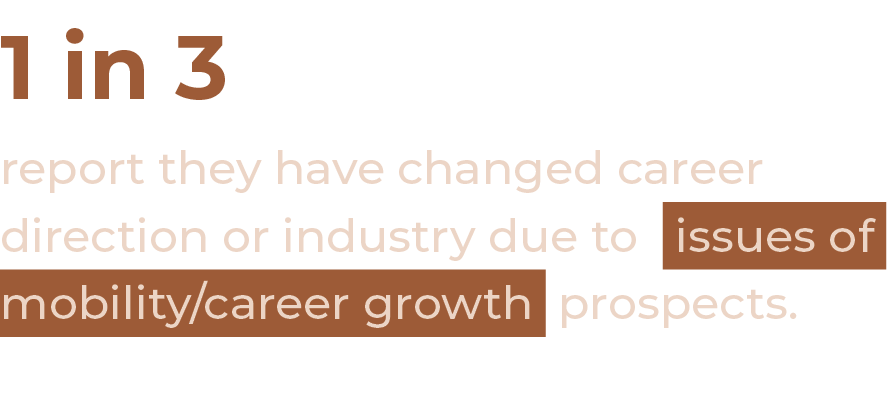 1 in 3
report they have changed career
direction or industry due to issues of
mobility/career growth prospects.